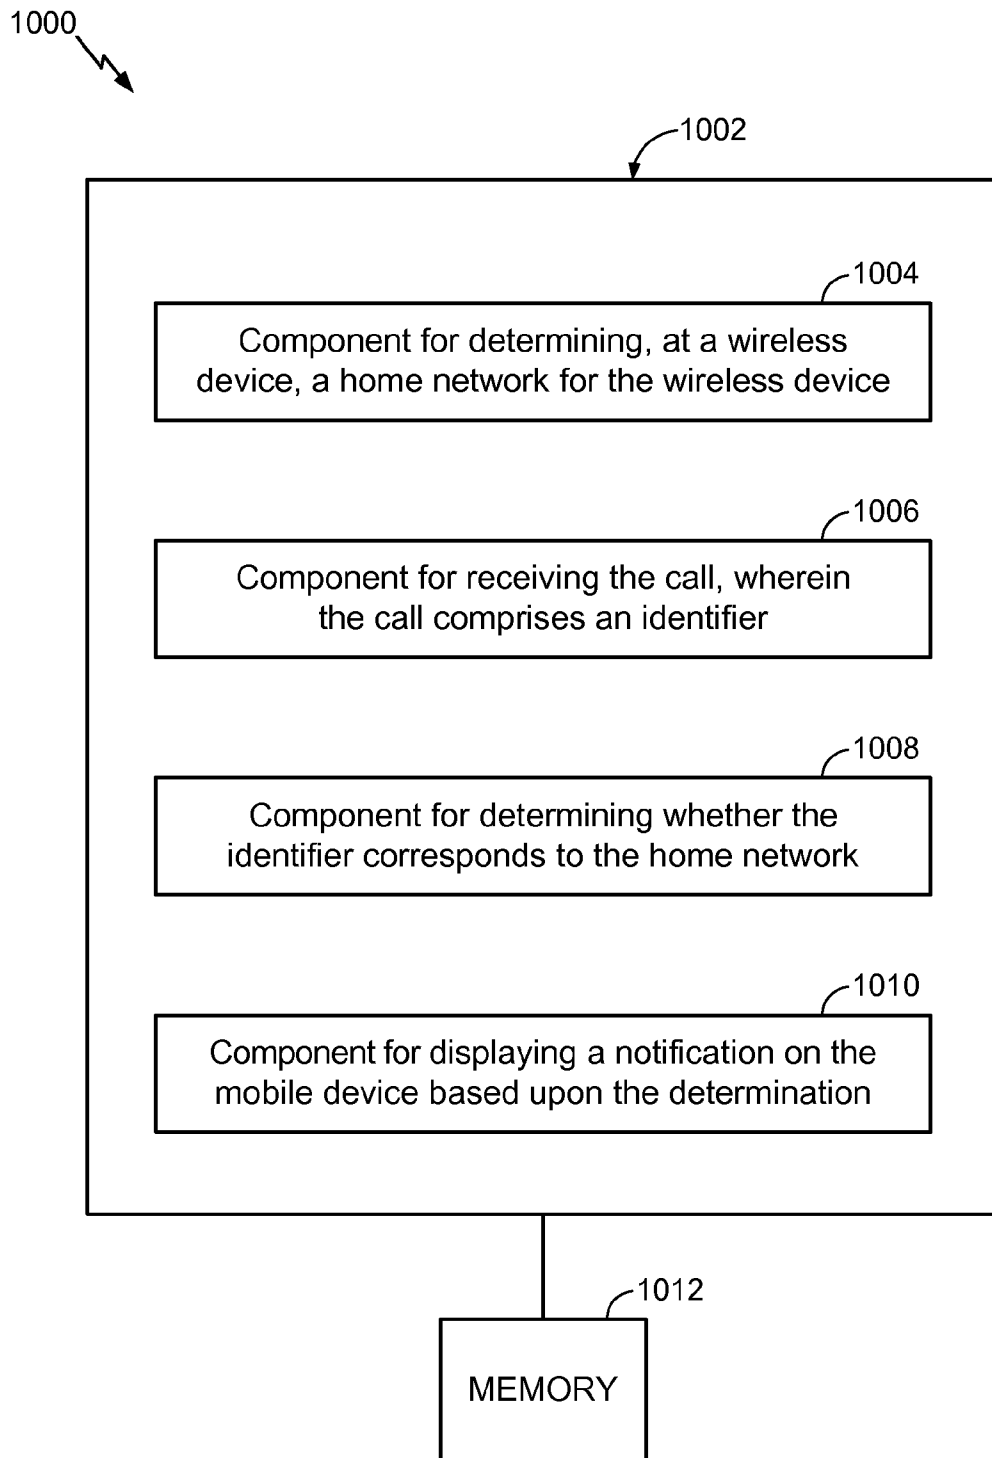 1000
1002
1004
Component for determining, at a wireless
device, a home network for the wireless device
1006
Component for receiving the call, wherein
the call comprises an identifier
1008
Component for determining whether the
identifier corresponds to the home network
1010
Component for displaying a notification on the
mobile device based upon the determination
1012
MEMORY